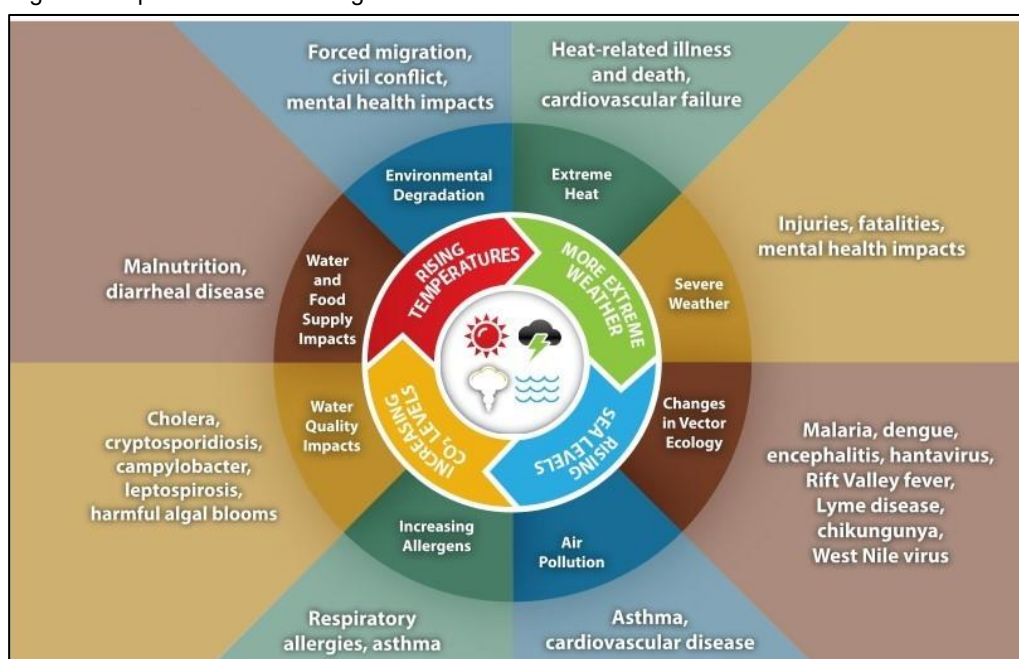 Forced migration,
civil conflict,
mental health impacts
Heat-related illness
and death,
cardiovascular failure
Environmental
Degradation
Extreme
Heat
Injuries, fatalities,
mental health impacts
Malnutrition,
diarrheal disease
Water
and
Food
Supply
Impacts
RISING
TEMPERATURES
MORE EXTREME
WEATHER
Severe
Weather
Cholera,
cryptosporidiosis,
campylobacter,
leptospirosis,
harmful algal blooms
Water
Quality
Impacts
INCREASING
CO₂ LEVELS
RISING
SEA LEVELS
Changes
in Vector
Ecology
Malaria, dengue,
encephalitis, hantavirus,
Rift Valley fever,
Lyme disease,
chikungunya,
West Nile virus
Increasing
Allergens
Air
Pollution
Respiratory
allergies, asthma
Asthma,
cardiovascular disease